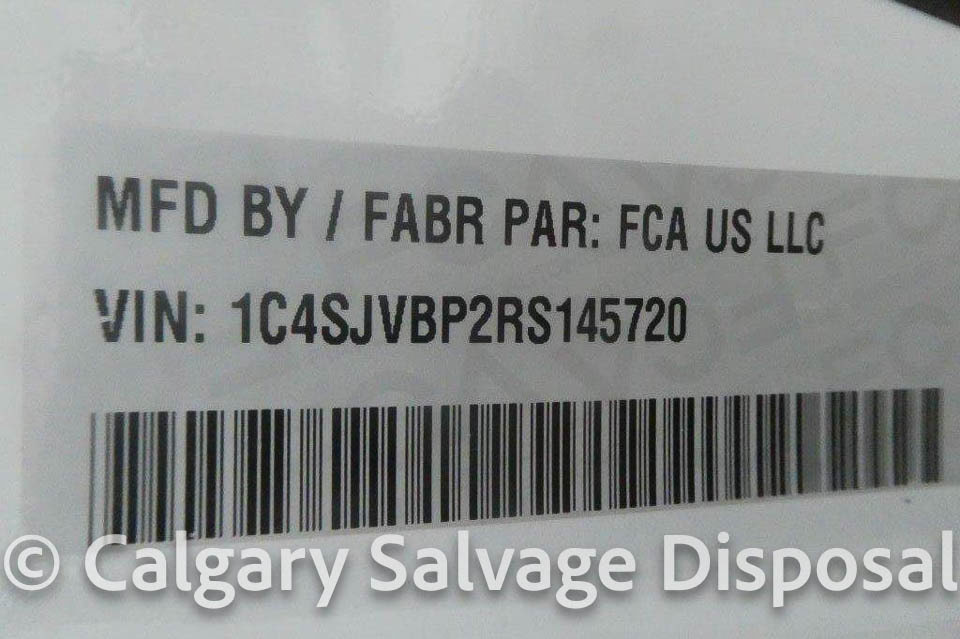 MFD BY / FABR PAR: FCA US LLC
VIN: 1C4SJVBP2RS145720
© Calgary Salvage Disposal